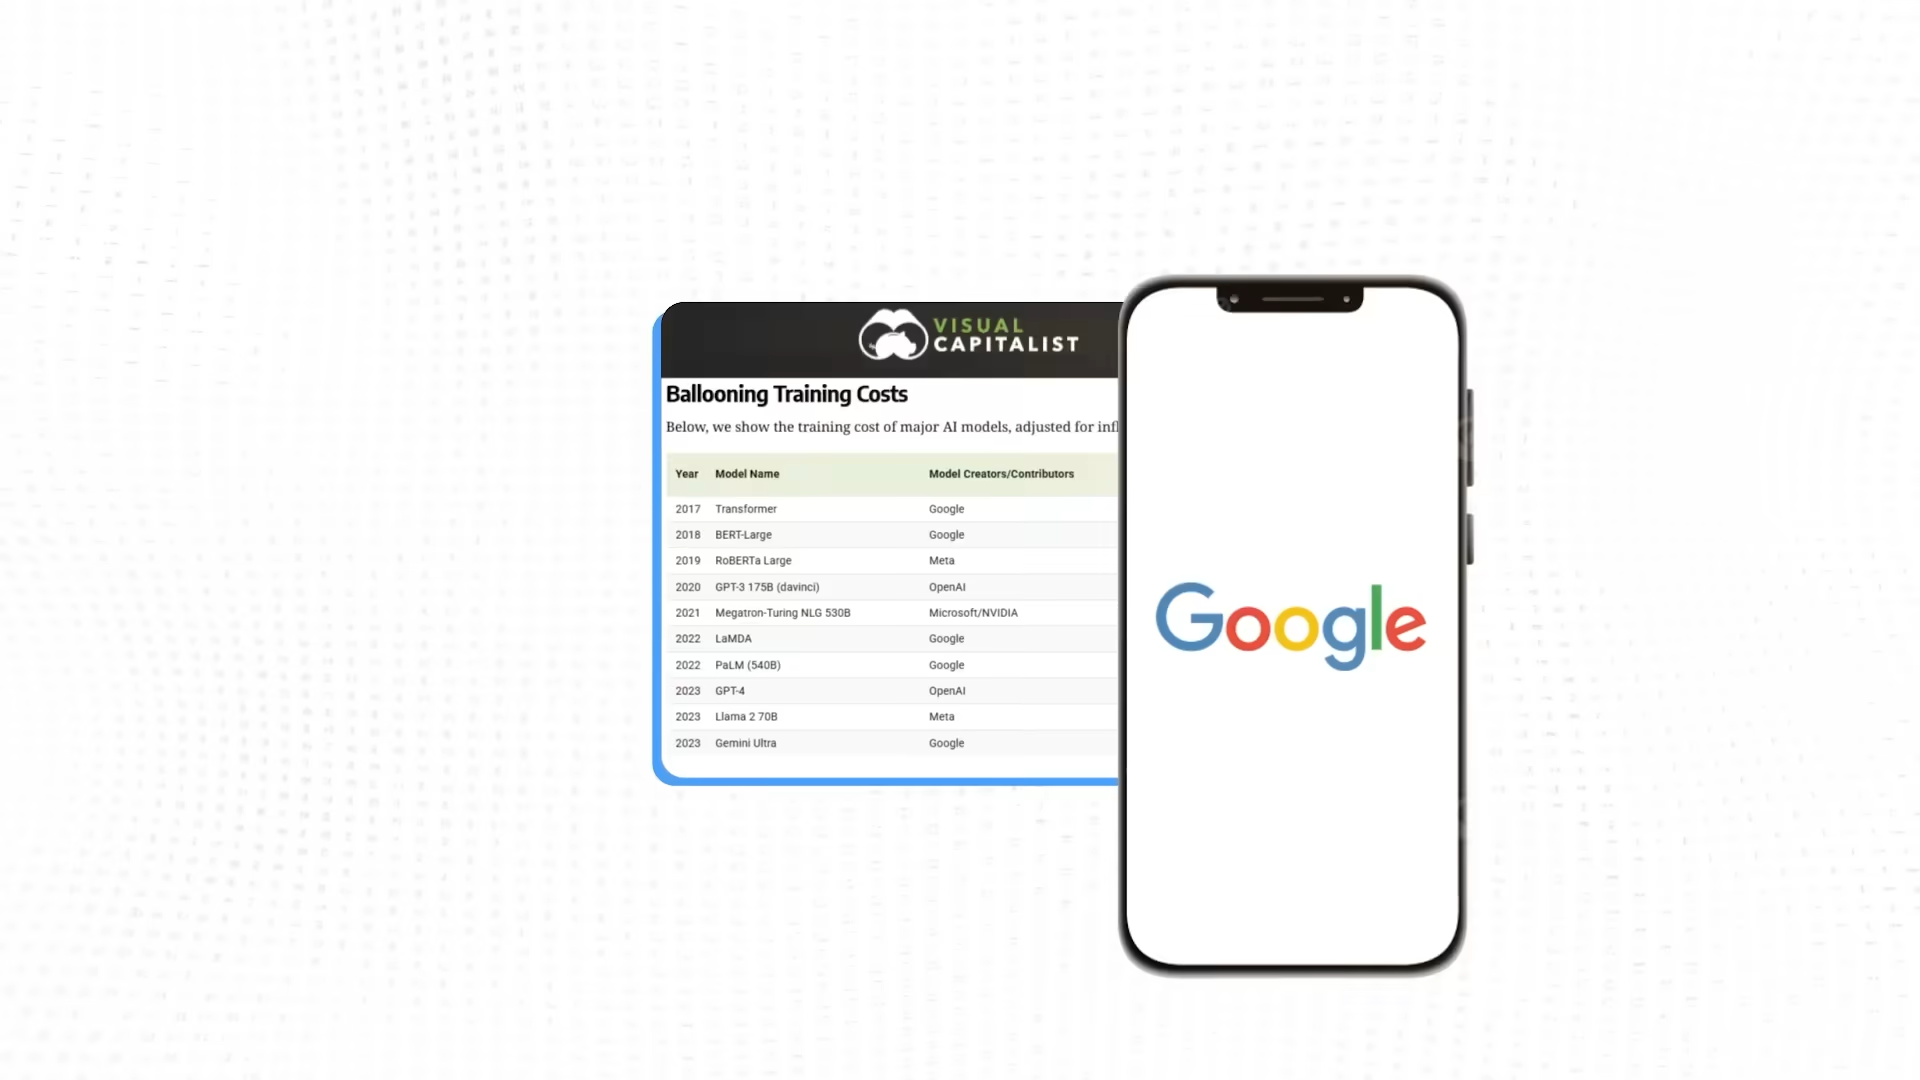 VISUAL
CAPITALIST
Ballooning Training Costs
Below, we show the training cost of major AI models, adjusted for
Year Model Name Model Creators/Contributors
2017 Transformer Google
2018 BERT-Large Google
2019 RoBERTa Large Meta
2020 GPT-3 175B (davinci) OpenAI
2021 Megatron-Turing NLG 530B Microsoft/NVIDIA
2022 LaMDA Google
2022 PaLM (540B) Google
2023 GPT-4 OpenAI
2023 Llama 2 70B Meta
2023 Gemini Ultra Google
Google